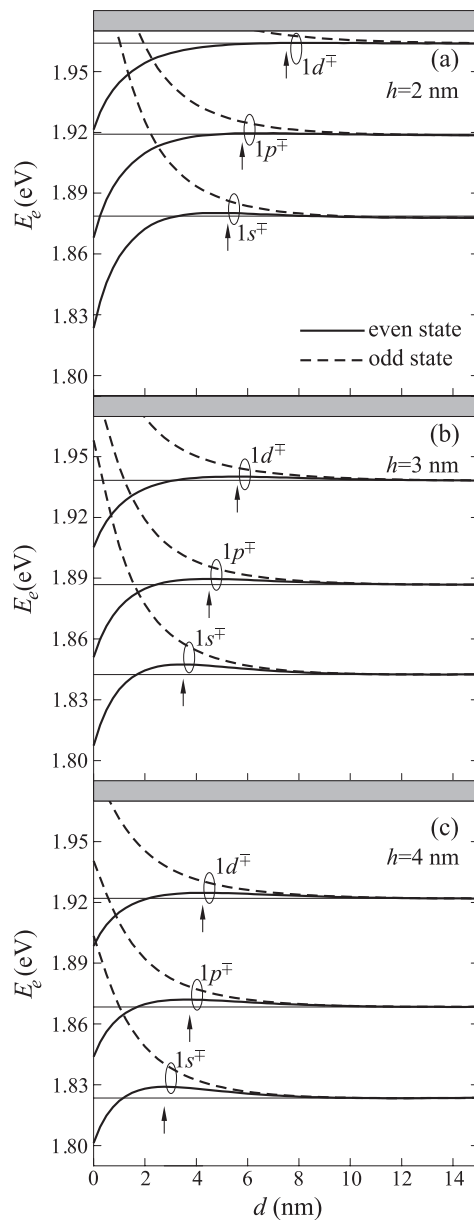 (a)
h=2 nm
1d∓
1p∓
1s∓
even state
odd state
E_e (eV)
1.95
1.92
1.89
1.86
1.83
1.80
(b)
h=3 nm
1d∓
1p∓
1s∓
E_e (eV)
1.95
1.92
1.89
1.86
1.83
1.80
(c)
h=4 nm
1d∓
1p∓
1s∓
E_e (eV)
1.95
1.92
1.89
1.86
1.83
1.80
0 2 4 6 8 10 12 14
d (nm)